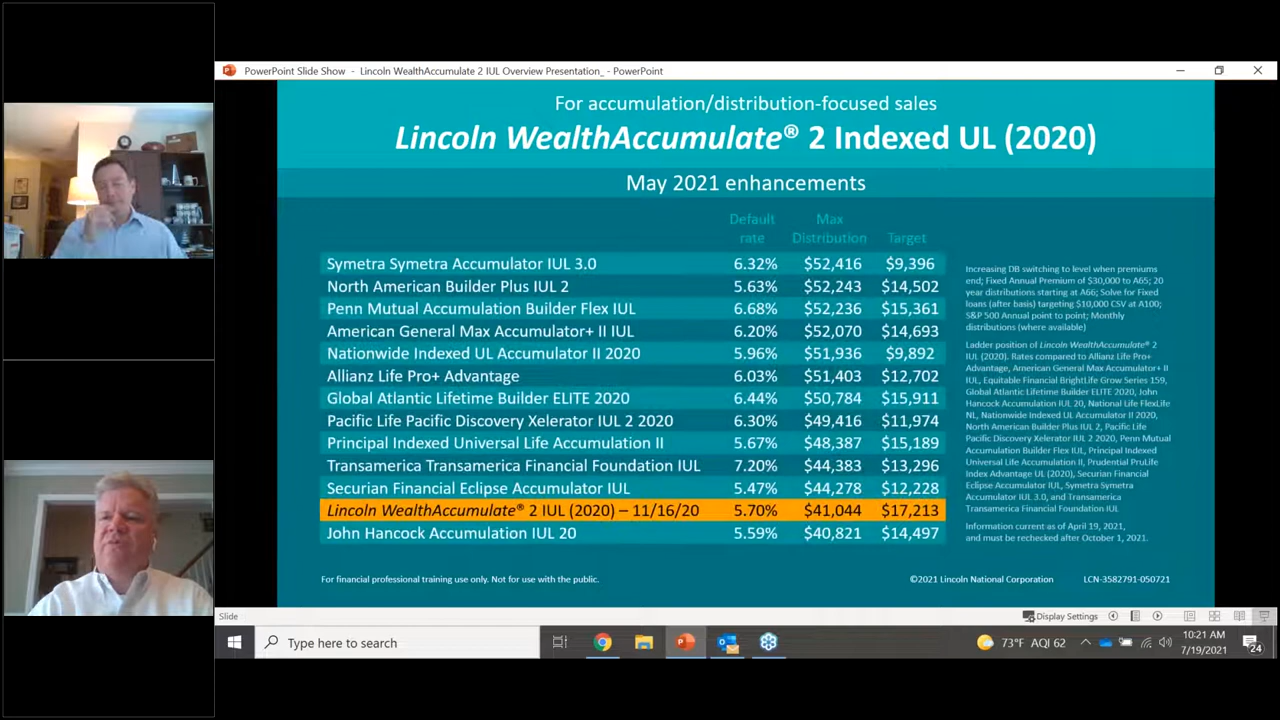 PowerPoint Slide Show - Lincoln WealthAccumulate 2 IUL Overview Presentation_ - PowerPoint
For accumulation/distribution-focused sales
Lincoln WealthAccumulate® 2 Indexed UL (2020)
May 2021 enhancements
Default rate Max Distribution Target
Symetra Symetra Accumulator IUL 3.0 6.32% $52,416 $9,396
North American Builder Plus IUL 2 5.63% $52,243 $14,502
Penn Mutual Accumulation Builder Flex IUL 6.68% $52,236 $15,361
American General Max Accumulator+ II IUL 6.20% $52,070 $14,693
Nationwide Indexed UL Accumulator II 2020 5.96% $51,936 $9,892
Allianz Life Pro+ Advantage 6.03% $51,403 $12,702
Global Atlantic Lifetime Builder ELITE 2020 6.44% $50,784 $15,911
Pacific Life Pacific Discovery Xelerator IUL 2 2020 6.30% $49,416 $11,974
Principal Indexed Universal Life Accumulation II 5.67% $48,387 $15,189
Transamerica Transamerica Financial Foundation IUL 7.20% $44,383 $13,296
Securian Financial Eclipse Accumulator IUL 5.47% $44,278 $12,228
Lincoln WealthAccumulate® 2 IUL (2020) – 11/16/20 5.70% $41,044 $17,213
John Hancock Accumulation IUL 20 5.59% $40,821 $14,497
Increasing DB switching to level when premiums
end; Fixed Annual Premium of $30,000 to A65; 20
year distributions starting at A66; Solve for Fixed
loans (after basis) targeting $10,000 CSV at A100;
S&P 500 Annual point to point; Monthly
distributions (where available)
Ladder position of Lincoln WealthAccumulate® 2
IUL (2020). Rates compared to Allianz Life Pro+
Advantage, American General Max Accumulator+ II
IUL, Equitable Financial BrightLife Grow Series 159,
Global Atlantic Lifetime Builder ELITE 2020, John
Hancock Accumulation IUL 20, National Life FlexLife
NL, Nationwide Indexed UL Accumulator II 2020,
North American Builder Plus IUL 2, Pacific Life
Pacific Discovery Xelerator IUL 2 2020, Penn Mutual
Accumulation Builder Flex IUL, Principal Indexed
Universal Life Accumulation II, Prudential PruLife
Index Advantage UL (2020), Securian Financial
Eclipse Accumulator IUL, Symetra Symetra
Accumulator IUL 3.0, and Transamerica
Transamerica Financial Foundation IUL
Information current as of April 19, 2021,
and must be rechecked after October 1, 2021.
For financial professional training use only. Not for use with the public.
©2021 Lincoln National Corporation
LCN-3582791-050721
Slide
Display Settings
Type here to search
73°F AQI 62
10:21 AM
7/19/2021
24